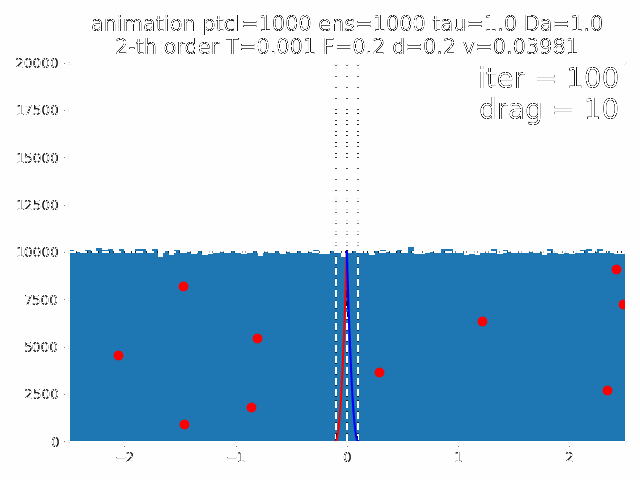 animation ptcl=1000 ens=1000 tau=1.0 Da=1.0
2-th order T=0.001 F=0.2 d=0.2 v=0.03981
iter = 100
drag = 10
20000
17500
15000
12500
10000
7500
5000
2500
0
−2 −1 0 1 2